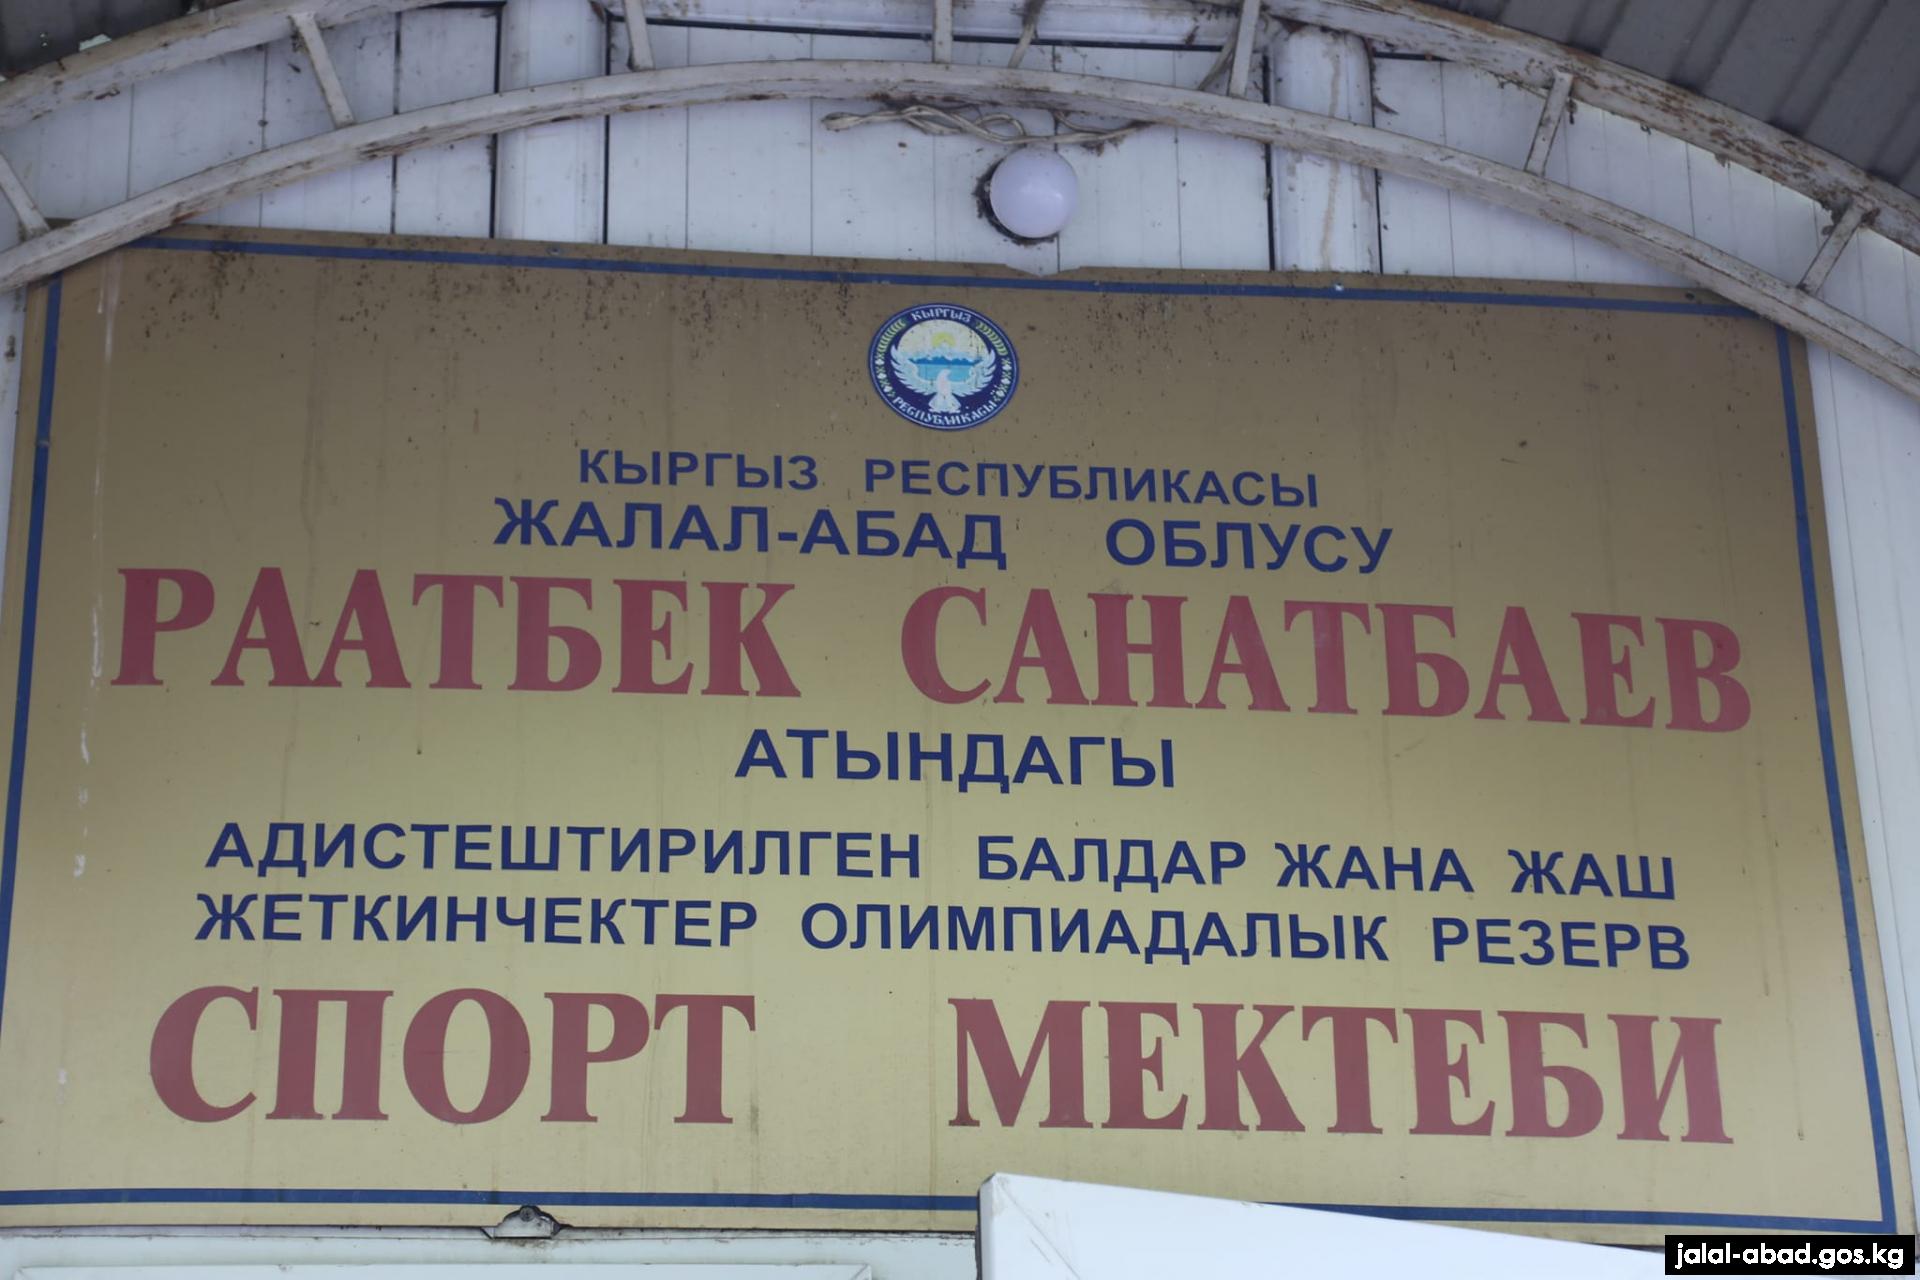 КЫРГЫЗ
РЕСПУБЛИКАСЫ
КЫРГЫЗ РЕСПУБЛИКАСЫ
ЖАЛАЛ-АБАД ОБЛУСУ
РААТБЕК САНАТБАЕВ
АТЫНДАГЫ
АДИСТЕШТИРИЛГЕН БАЛДАР ЖАНА ЖАШ
ЖЕТКИНЧЕКТЕР ОЛИМПИАДАЛЫК РЕЗЕРВ
СПОРТ МЕКТЕБИ
jalal-abad.gos.kg